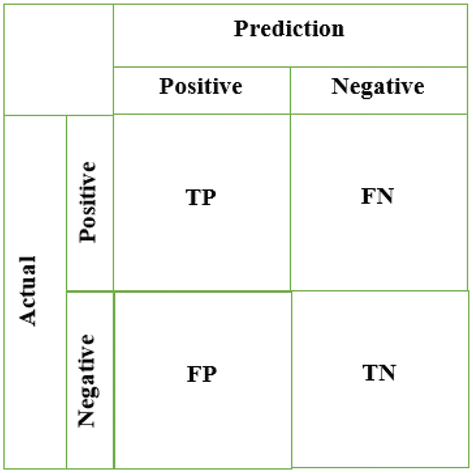 Prediction
Positive Negative
Actual
Positive
TP FN
Negative
FP TN